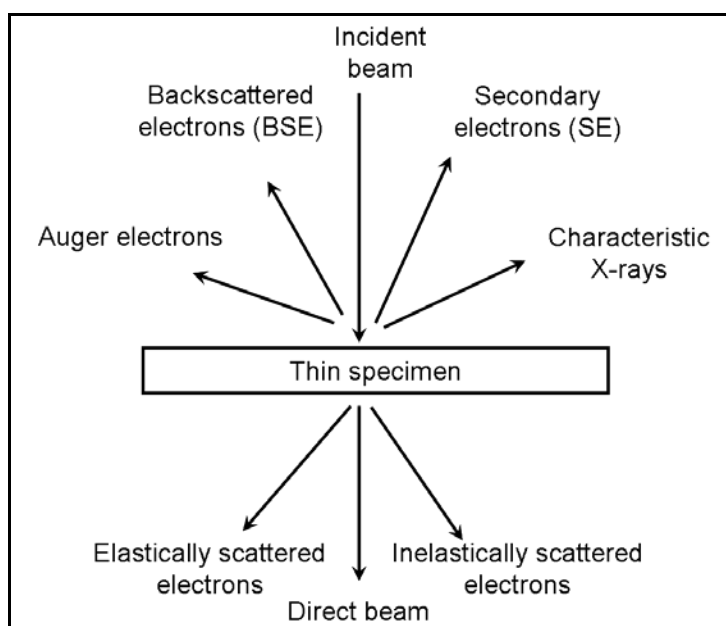 Incident
beam
Backscattered
electrons (BSE)
Secondary
electrons (SE)
Auger electrons
Characteristic
X-rays
Thin specimen
Elastically scattered
electrons
Inelastically scattered
electrons
Direct beam